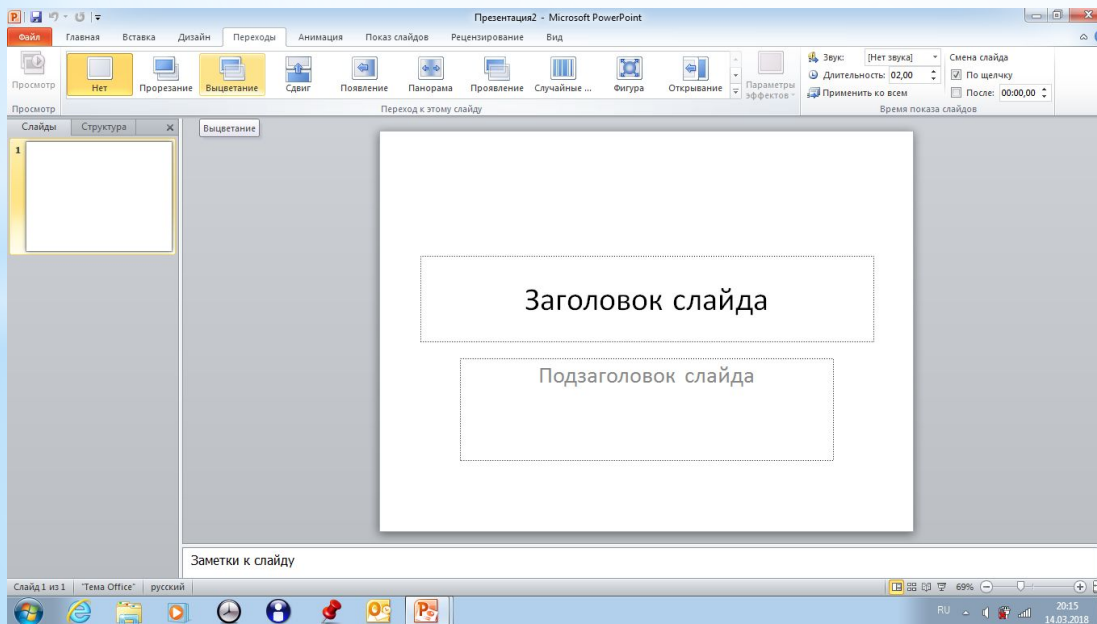 Презентация2 - Microsoft PowerPoint
Файл Главная Вставка Дизайн Переходы Анимация Показ слайдов Рецензирование Вид
Просмотр Нет Прорезание Выцветание Сдвиг Появление Панорама Проявление Случайные ... Фигура Открывание Параметры эффектов
Звук: [Нет звука] Смена слайда
Длительность: 02,00 По щелчку
Применить ко всем После: 00:00,00
Просмотр Переход к этому слайду Время показа слайдов
Слайды Структура
Выцветание
1
Заголовок слайда
Подзаголовок слайда
Заметки к слайду
Слайд 1 из 1 "Тема Office" русский 69%
RU 20:15
14.03.2018